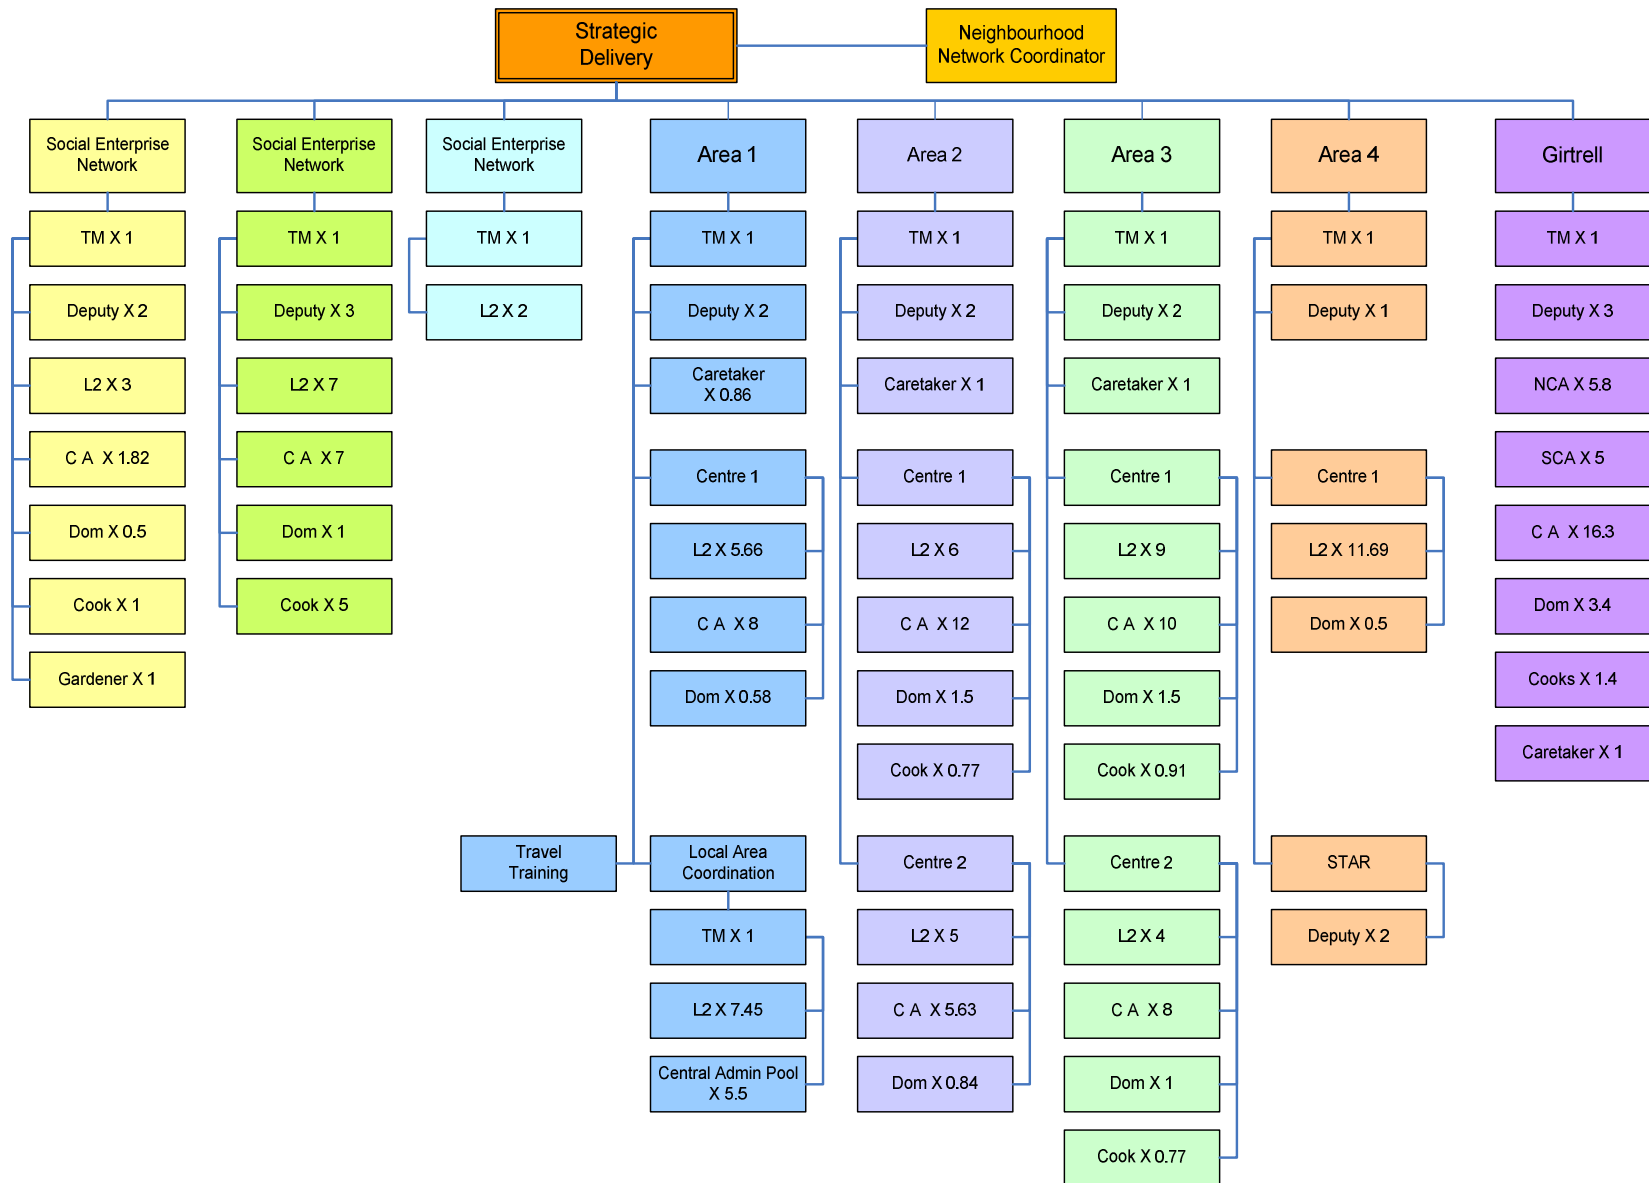 Strategic
Delivery
Neighbourhood
Network Coordinator
Social Enterprise
Network
TM X 1
Deputy X 2
L2 X 3
C A  X 1.82
Dom X 0.5
Cook X 1
Gardener X 1
Social Enterprise
Network
TM X 1
Deputy X 3
L2 X 7
C A  X 7
Dom X 1
Cook X 5
Social Enterprise
Network
TM X 1
L2 X 2
Area 1
TM X 1
Deputy X 2
Caretaker
X 0.86
Centre 1
L2 X 5.66
C A  X 8
Dom X 0.58
Travel
Training
Local Area
Coordination
TM X 1
L2 X 7.45
Central Admin Pool
X 5.5
Area 2
TM X 1
Deputy X 2
Caretaker X 1
Centre 1
L2 X 6
C A  X 12
Dom X 1.5
Cook X 0.77
Centre 2
L2 X 5
C A  X 5.63
Dom X 0.84
Area 3
TM X 1
Deputy X 2
Caretaker X 1
Centre 1
L2 X 9
C A  X 10
Dom X 1.5
Cook X 0.91
Centre 2
L2 X 4
C A  X 8
Dom X 1
Cook X 0.77
Area 4
TM X 1
Deputy X 1
Centre 1
L2 X 11.69
Dom X 0.5
STAR
Deputy X 2
Girtrell
TM X 1
Deputy X 3
NCA X 5.8
SCA X 5
C A  X 16.3
Dom X 3.4
Cooks X 1.4
Caretaker X 1